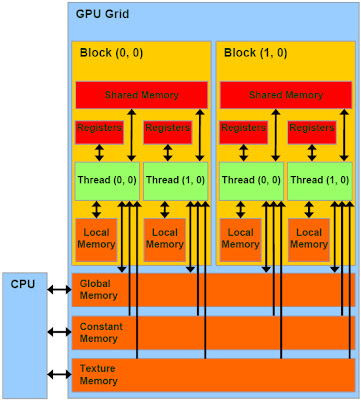 GPU Grid
Block (0, 0)
Block (1, 0)
Shared Memory
Shared Memory
Registers
Registers
Registers
Registers
Thread (0, 0)
Thread (1, 0)
Thread (0, 0)
Thread (1, 0)
Local
Memory
Local
Memory
Local
Memory
Local
Memory
CPU
Global
Memory
Constant
Memory
Texture
Memory